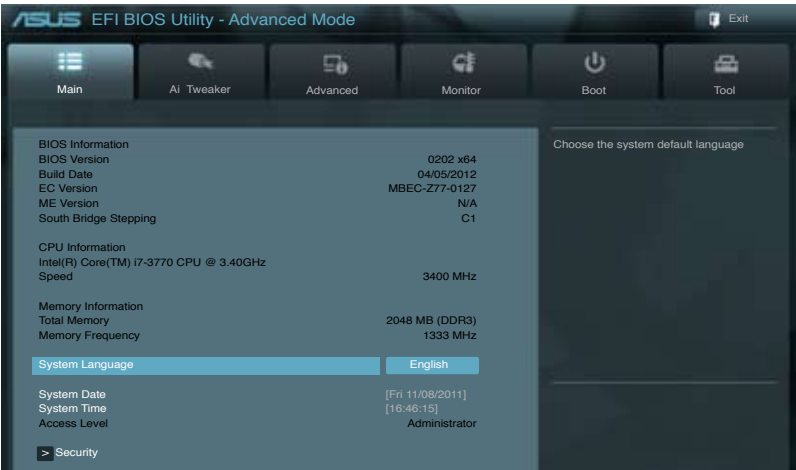 ASUS EFI BIOS Utility - Advanced Mode
Exit
Main Ai Tweaker Advanced Monitor Boot Tool
BIOS Information
BIOS Version 0202 x64
Build Date 04/05/2012
EC Version MBEC-Z77-0127
ME Version N/A
South Bridge Stepping C1
CPU Information
Intel(R) Core(TM) i7-3770 CPU @ 3.40GHz
Speed 3400 MHz
Memory Information
Total Memory 2048 MB (DDR3)
Memory Frequency 1333 MHz
System Language English
System Date [Fri 11/08/2011]
System Time [16:46:15]
Access Level Administrator
> Security
Choose the system default language